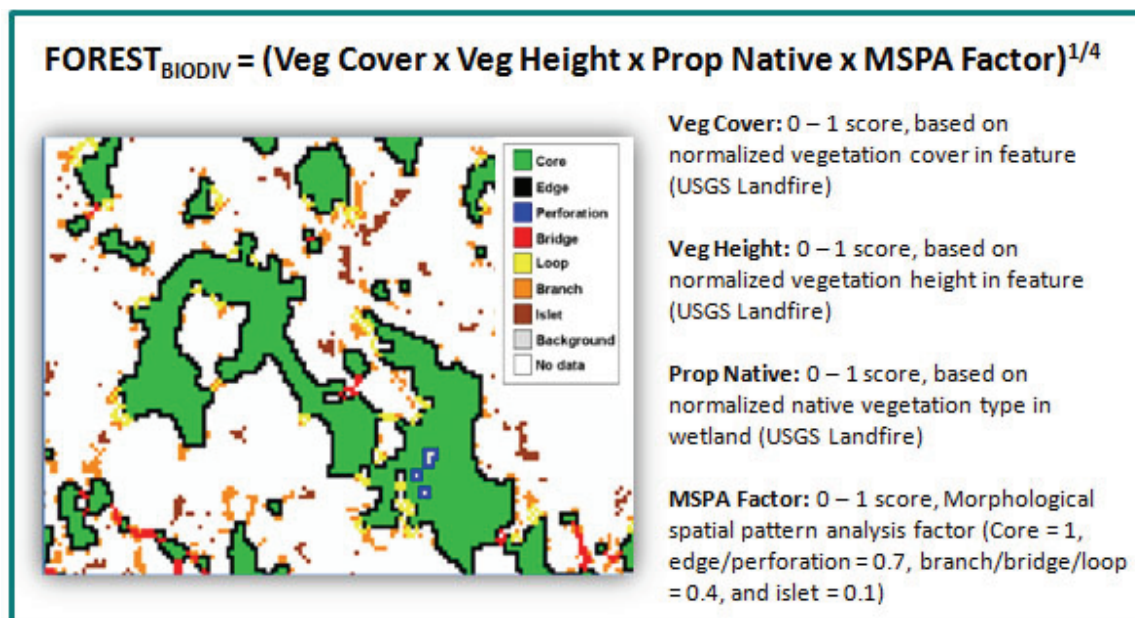 FOREST_BIODIV = (Veg Cover x Veg Height x Prop Native x MSPA Factor)^1/4
Core
Edge
Perforation
Bridge
Loop
Branch
Islet
Background
No data
Veg Cover: 0 – 1 score, based on
normalized vegetation cover in feature
(USGS Landfire)
Veg Height: 0 – 1 score, based on
normalized vegetation height in feature
(USGS Landfire)
Prop Native: 0 – 1 score, based on
normalized native vegetation type in
wetland (USGS Landfire)
MSPA Factor: 0 – 1 score, Morphological
spatial pattern analysis factor (Core = 1,
edge/perforation = 0.7, branch/bridge/loop
= 0.4, and islet = 0.1)